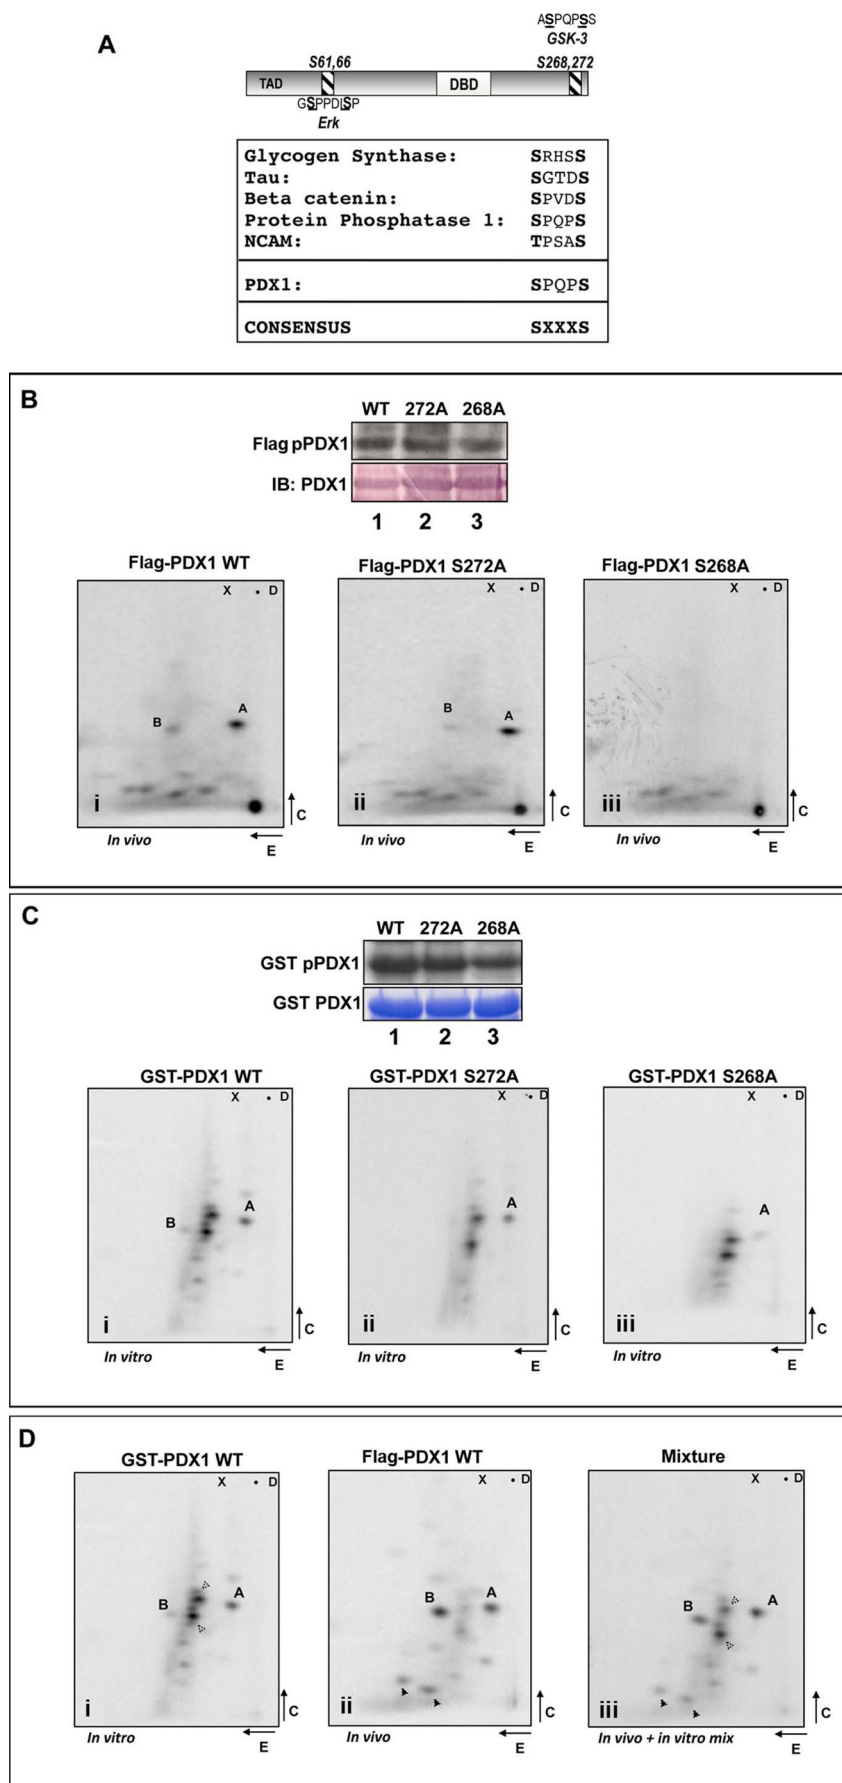 A
ASPQPSS
GSK-3
S61,66
S268,272
TAD
DBD
GSPPDISP
Erk
Glycogen Synthase: SRHSS
Tau: SGTDS
Beta catenin: SPVDS
Protein Phosphatase 1: SPQPS
NCAM: TPSAS
PDX1: SPQPS
CONSENSUS SXXXS
B
WT 272A 268A
Flag pPDX1
IB: PDX1
1 2 3
Flag-PDX1 WT
X • D
B
A
i
C
In vivo
E
Flag-PDX1 S272A
X • D
B
A
ii
C
In vivo
E
Flag-PDX1 S268A
X • D
iii
C
In vivo
E
C
WT 272A 268A
GST pPDX1
GST PDX1
1 2 3
GST-PDX1 WT
X • D
A
B
i
C
In vitro
E
GST-PDX1 S272A
X • D
A
ii
C
In vitro
E
GST-PDX1 S268A
X • D
A
iii
C
In vitro
E
D
GST-PDX1 WT
X • D
A
B
i
C
In vitro
E
Flag-PDX1 WT
X • D
B
A
ii
C
In vivo
E
Mixture
X • D
B
A
iii
C
In vivo + in vitro mix
E